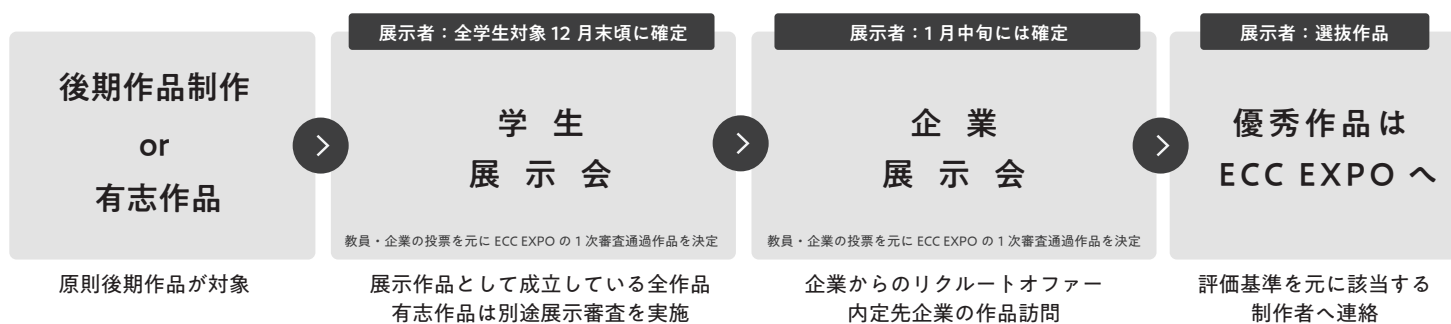 後期作品制作
or
有志作品
原則後期作品が対象
展示者：全学生対象 12 月末頃に確定
学 生
展 示 会
教員・企業の投票を元に ECC EXPO の 1 次審査通過作品を決定
展示作品として成立している全作品
有志作品は別途展示審査を実施
展示者：1 月中旬には確定
企 業
展 示 会
教員・企業の投票を元に ECC EXPO の 1 次審査通過作品を決定
企業からのリクルートオファー
内定先企業の作品訪問
展示者：選抜作品
優秀作品は
ECC EXPO へ
評価基準を元に該当する
制作者へ連絡